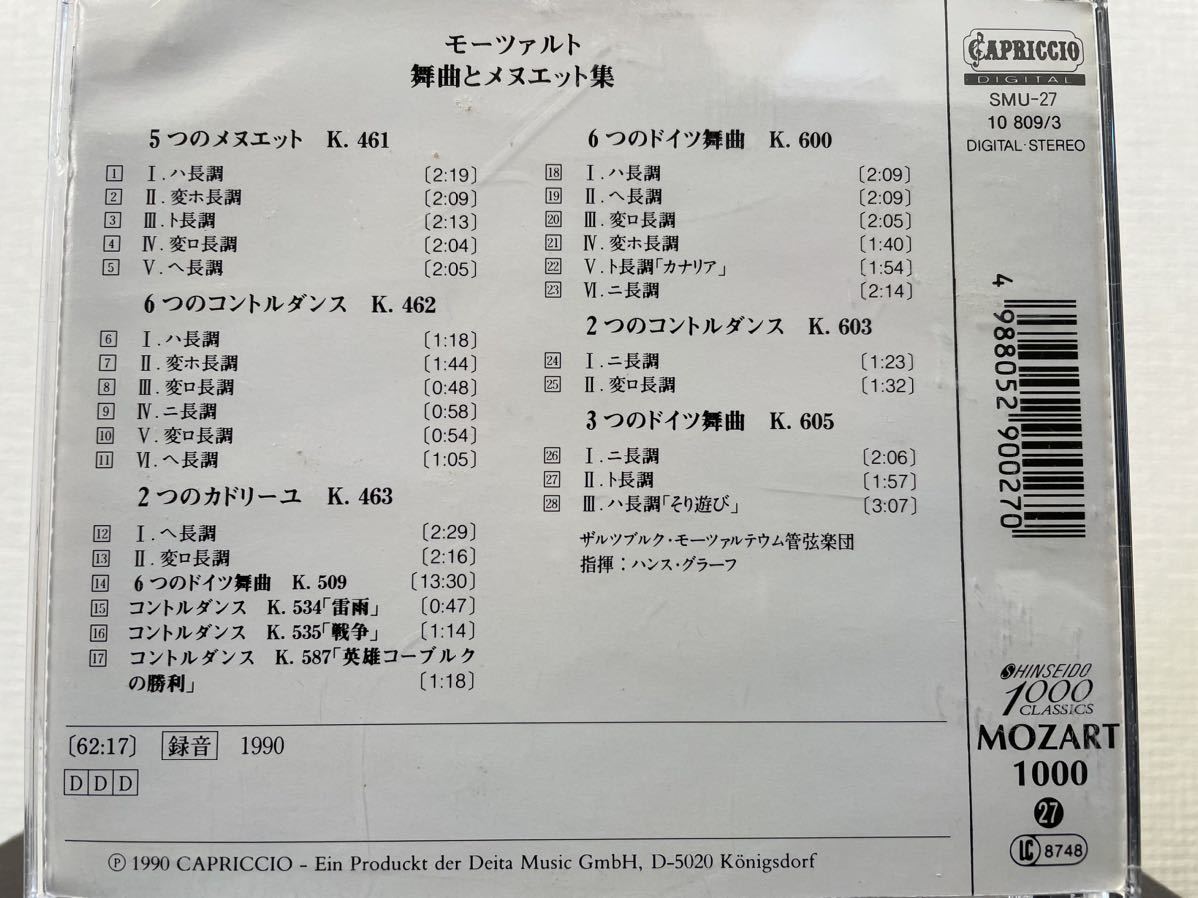 モーツァルト
舞曲とメヌエット集
5つのメヌエット K. 461
1 Ⅰ.ハ長調 〔2:19〕
2 Ⅱ.変ホ長調 〔2:09〕
3 Ⅲ.ト長調 〔2:13〕
4 Ⅳ.変ロ長調 〔2:04〕
5 Ⅴ.ヘ長調 〔2:05〕
6つのコントルダンス K. 462
6 Ⅰ.ハ長調 〔1:18〕
7 Ⅱ.変ホ長調 〔1:44〕
8 Ⅲ.変ロ長調 〔0:48〕
9 Ⅳ.ニ長調 〔0:58〕
10 Ⅴ.変ロ長調 〔0:54〕
11 Ⅵ.ヘ長調 〔1:05〕
2つのカドリーユ K. 463
12 Ⅰ.ヘ長調 〔2:29〕
13 Ⅱ.変ロ長調 〔2:16〕
14 6つのドイツ舞曲 K. 509 〔13:30〕
15 コントルダンス K. 534「雷雨」 〔0:47〕
16 コントルダンス K. 535「戦争」 〔1:14〕
17 コントルダンス K. 587「英雄コーブルク
の勝利」 〔1:18〕
6つのドイツ舞曲 K. 600
18 Ⅰ.ハ長調 〔2:09〕
19 Ⅱ.ヘ長調 〔2:09〕
20 Ⅲ.変ロ長調 〔2:05〕
21 Ⅳ.変ホ長調 〔1:40〕
22 Ⅴ.ト長調「カナリア」 〔1:54〕
23 Ⅵ.ニ長調 〔2:14〕
2つのコントルダンス K. 603
24 Ⅰ.ニ長調 〔1:23〕
25 Ⅱ.変ロ長調 〔1:32〕
3つのドイツ舞曲 K. 605
26 Ⅰ.ニ長調 〔2:06〕
27 Ⅱ.ト長調 〔1:57〕
28 Ⅲ.ハ長調「そり遊び」 〔3:07〕
ザルツブルク・モーツァルテウム管弦楽団
指揮:ハンス・グラーフ
〔62:17〕 録音 1990
D D D
Ⓟ 1990 CAPRICCIO - Ein Produckt der Deita Music GmbH, D-5020 Königsdorf
CAPRICCIO
DIGITAL
SMU-27
10 809/3
DIGITAL·STEREO
4 988052 900270
SHINSEIDO
1000
CLASSICS
MOZART
1000
27
LC 8748